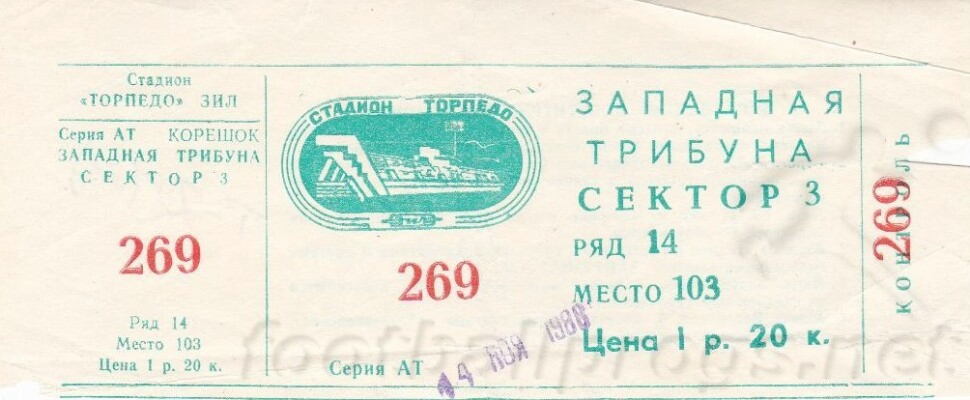 Стадион
«ТОРПЕДО» ЗИЛ
Серия АТ КОРЕШОК
ЗАПАДНАЯ ТРИБУНА
СЕКТОР 3
269
Ряд 14
Место 103
Цена 1 р. 20 к.
СТАДИОН ТОРПЕДО
ЗИЛ
269
Серия АТ
14 НОЯ 1980
ЗАПАДНАЯ
ТРИБУНА
СЕКТОР 3
РЯД 14
МЕСТО 103
Цена 1 р. 20 к.
КОНТРОЛЬ
269